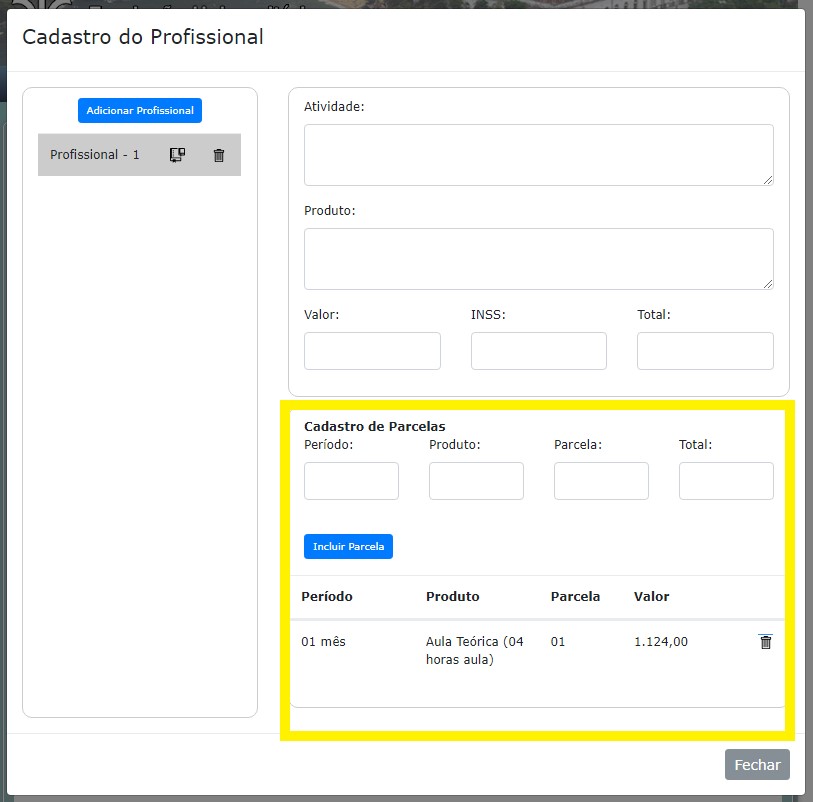 Cadastro do Profissional
Adicionar Profissional
Profissional - 1
Atividade:
Produto:
Valor: INSS: Total:
Cadastro de Parcelas
Período: Produto: Parcela: Total:
Incluir Parcela
Período Produto Parcela Valor
01 mês Aula Teórica (04 01 1.124,00
horas aula)
Fechar